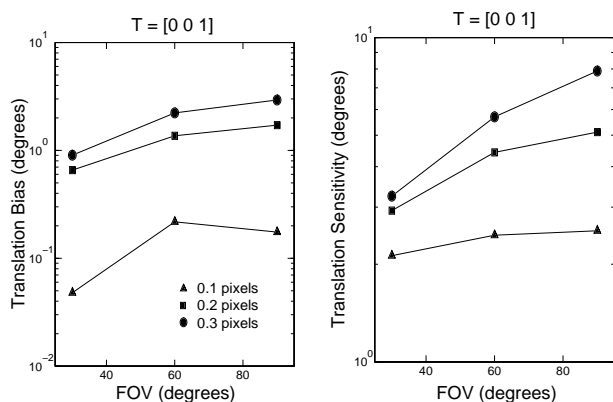 T = [0 0 1]
Translation Bias (degrees)
10^1
10^0
10^-1
10^-2
0.1 pixels
0.2 pixels
0.3 pixels
40 60 80
FOV (degrees)
T = [0 0 1]
Translation Sensitivity (degrees)
10^1
10^0
40 60 80
FOV (degrees)